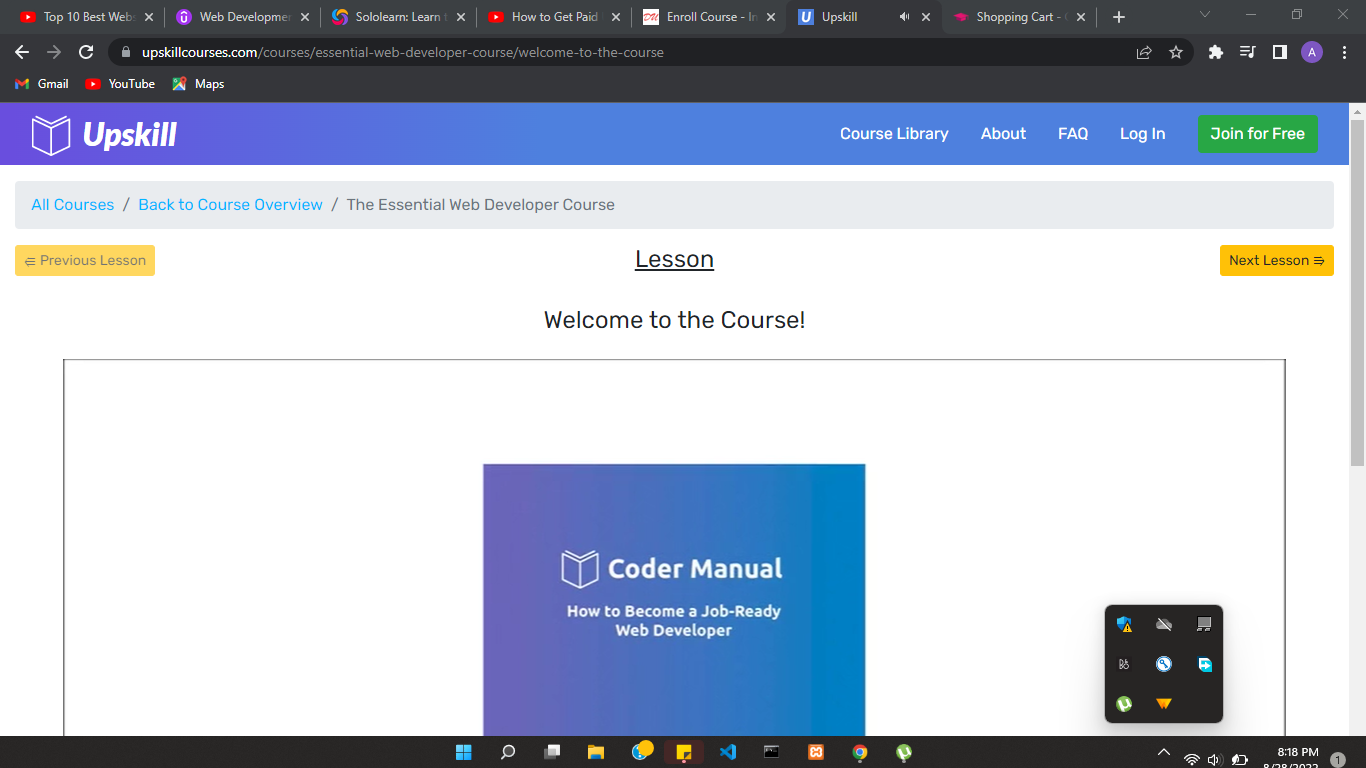 Top 10 Best Webs
Web Developmen
Sololearn: Learn t
How to Get Paid
Enroll Course - In
Upskill
Shopping Cart -
upskillcourses.com/courses/essential-web-developer-course/welcome-to-the-course
A
Gmail
YouTube
Maps
Upskill
Course Library
About
FAQ
Log In
Join for Free
All Courses / Back to Course Overview / The Essential Web Developer Course
⇚ Previous Lesson
Lesson
Next Lesson ⇛
Welcome to the Course!
Coder Manual
How to Become a Job-Ready
Web Developer
8:18 PM
8/28/2022
1